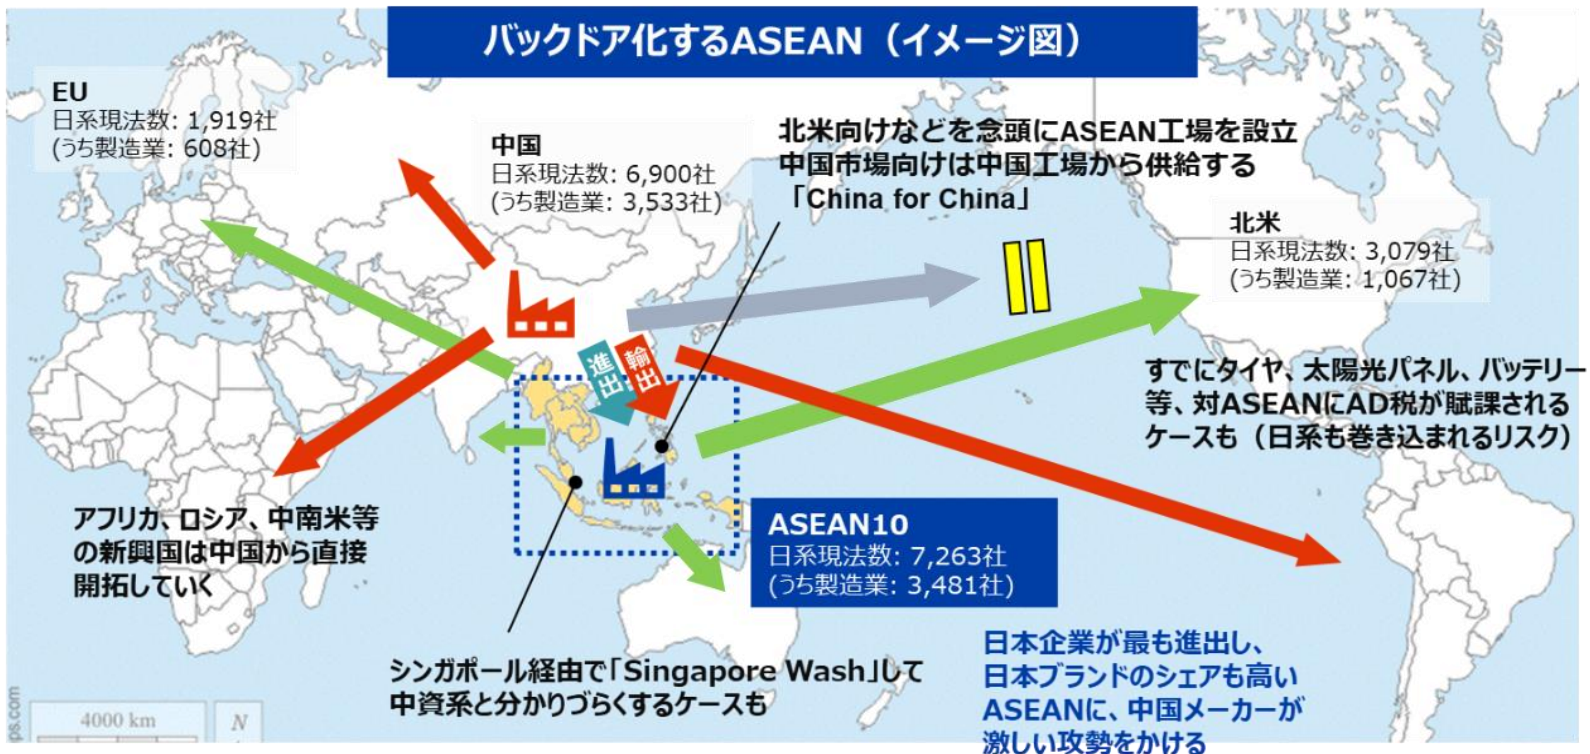 バックドア化するASEAN（イメージ図）
EU
日系現法数: 1,919社
(うち製造業: 608社)
中国
日系現法数: 6,900社
(うち製造業: 3,533社)
北米向けなどを念頭にASEAN工場を設立
中国市場向けは中国工場から供給する
「China for China」
北米
日系現法数: 3,079社
(うち製造業: 1,067社)
進出
輸出
すでにタイヤ、太陽光パネル、バッテリー
等、対ASEANにAD税が賦課される
ケースも（日系も巻き込まれるリスク）
アフリカ、ロシア、中南米等
の新興国は中国から直接
開拓していく
ASEAN10
日系現法数: 7,263社
(うち製造業: 3,481社)
シンガポール経由で「Singapore Wash」して
中資系と分かりづらくするケースも
日本企業が最も進出し、
日本ブランドのシェアも高い
ASEANに、中国メーカーが
激しい攻勢をかける
4000 km
N
ps.com